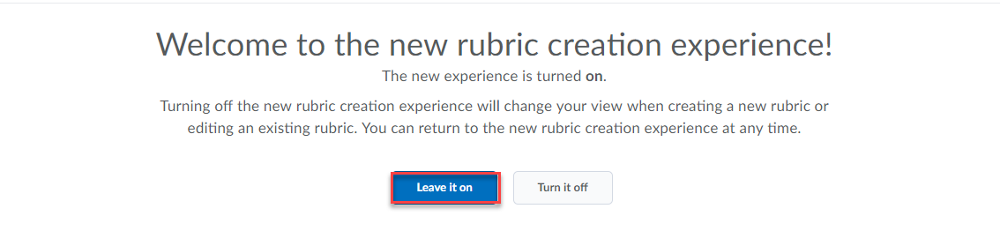 Welcome to the new rubric creation experience!
The new experience is turned on.
Turning off the new rubric creation experience will change your view when creating a new rubric or
editing an existing rubric. You can return to the new rubric creation experience at any time.
Leave it on
Turn it off